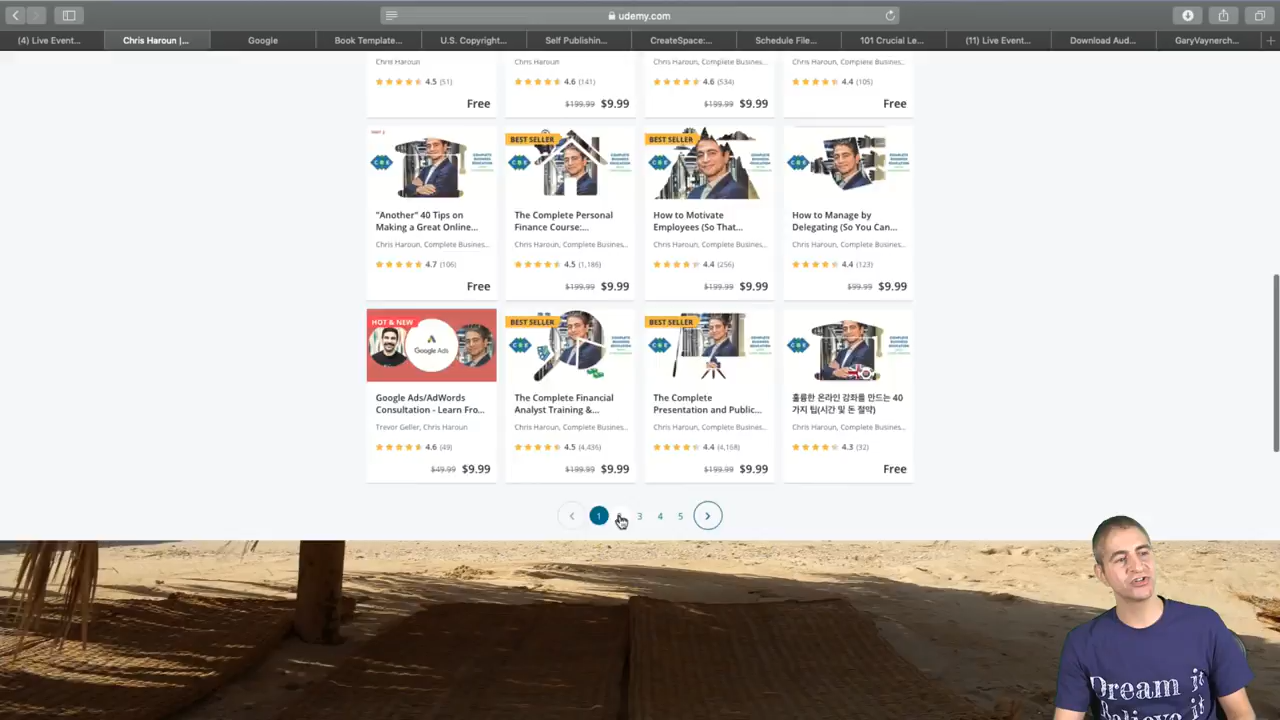 udemy.com
(4) Live Event...
Chris Haroun |...
Google
Book Template...
U.S. Copyright...
Self Publishin...
CreateSpace:...
Schedule File...
101 Crucial Le...
(11) Live Event...
Download Aud...
GaryVaynerch...
Chris Haroun
Chris Haroun
Chris Haroun, Complete Busines...
Chris Haroun, Complete Busines...
4.5 (51)
4.6 (141)
4.6 (534)
4.4 (105)
Free
$199.99 $9.99
$199.99 $9.99
Free
PART 2
BEST SELLER
BEST SELLER
"Another" 40 Tips on
Making a Great Online...
The Complete Personal
Finance Course:...
How to Motivate
Employees (So That...
How to Manage by
Delegating (So You Can...
Chris Haroun, Complete Busines...
Chris Haroun, Complete Busines...
Chris Haroun, Complete Busines...
Chris Haroun, Complete Busines...
4.7 (106)
4.5 (1,186)
4.4 (256)
4.4 (123)
Free
$199.99 $9.99
$199.99 $9.99
$99.99 $9.99
HOT & NEW
Google Ads
BEST SELLER
BEST SELLER
Google Ads/AdWords
Consultation - Learn Fro...
The Complete Financial
Analyst Training &...
The Complete
Presentation and Public...
훌륭한 온라인 강좌를 만드는 40
가지 팁(시간 및 돈 절약)
Trevor Geller, Chris Haroun
Chris Haroun, Complete Busines...
Chris Haroun, Complete Busines...
Chris Haroun, Complete Busines...
4.6 (49)
4.5 (4,436)
4.4 (4,168)
4.3 (92)
$49.99 $9.99
$199.99 $9.99
$199.99 $9.99
Free
1 3 4 5
Dream it
Believe it